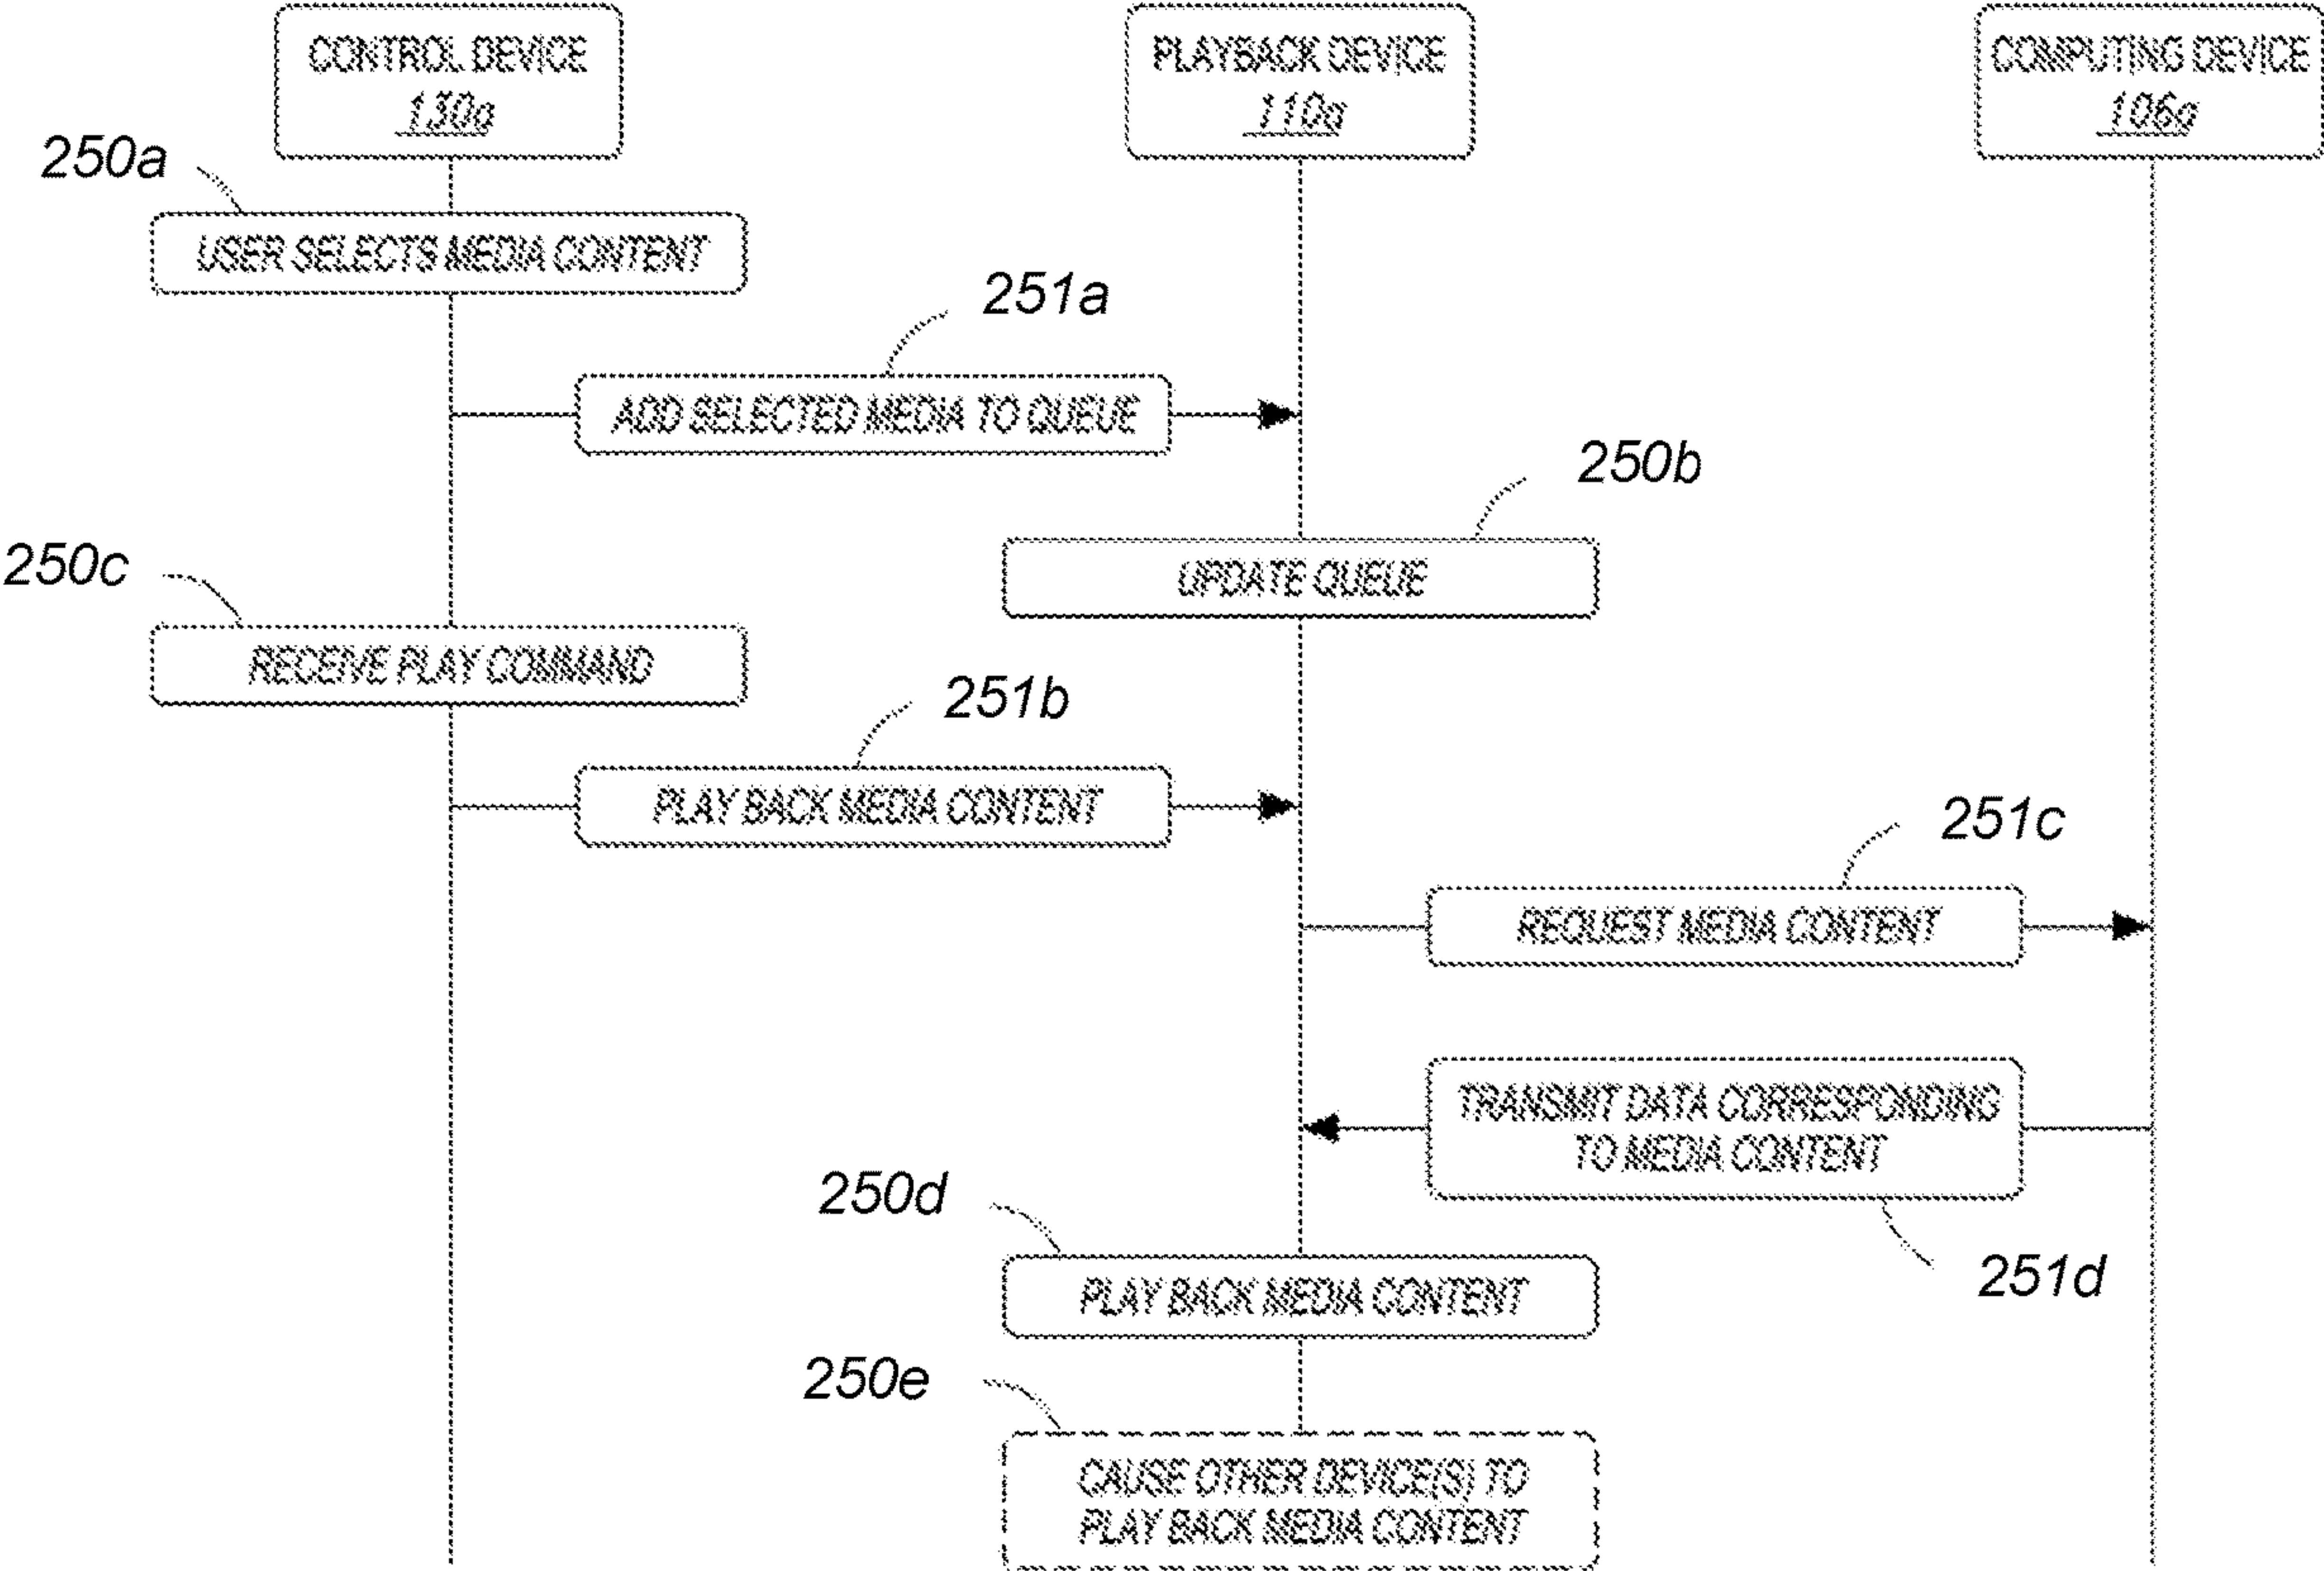 CONTROL DEVICE
130a
PLAYBACK DEVICE
110a
COMPUTING DEVICE
106a
250a
USER SELECTS MEDIA CONTENT
251a
ADD SELECTED MEDIA TO QUEUE
250b
UPDATE QUEUE
250c
RECEIVE PLAY COMMAND
251b
PLAY BACK MEDIA CONTENT
251c
REQUEST MEDIA CONTENT
TRANSMIT DATA CORRESPONDING
TO MEDIA CONTENT
251d
250d
PLAY BACK MEDIA CONTENT
250e
CAUSE OTHER DEVICE(S) TO
PLAY BACK MEDIA CONTENT